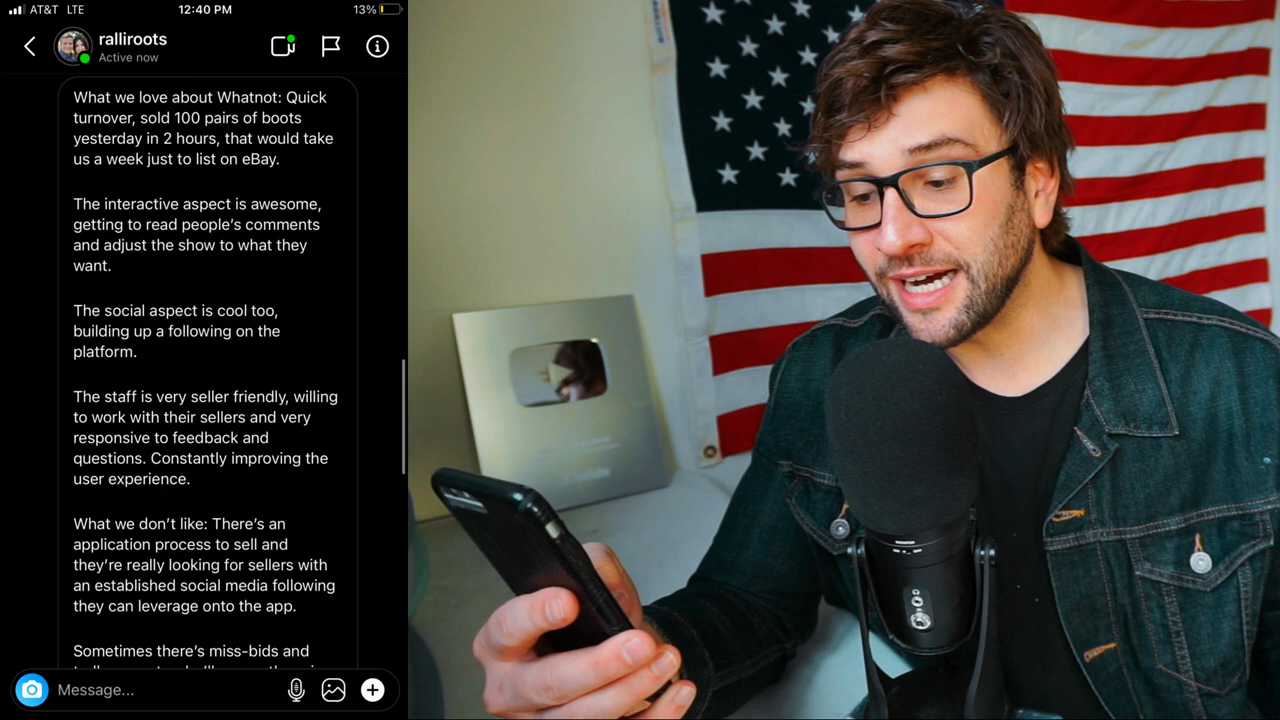 AT&T LTE 12:40 PM 13%
ralliroots
Active now
What we love about Whatnot: Quick
turnover, sold 100 pairs of boots
yesterday in 2 hours, that would take
us a week just to list on eBay.
The interactive aspect is awesome,
getting to read people's comments
and adjust the show to what they
want.
The social aspect is cool too,
building up a following on the
platform.
The staff is very seller friendly, willing
to work with their sellers and very
responsive to feedback and
questions. Constantly improving the
user experience.
What we don't like: There's an
application process to sell and
they're really looking for sellers with
an established social media following
they can leverage onto the app.
Sometimes there's miss-bids and
Message...